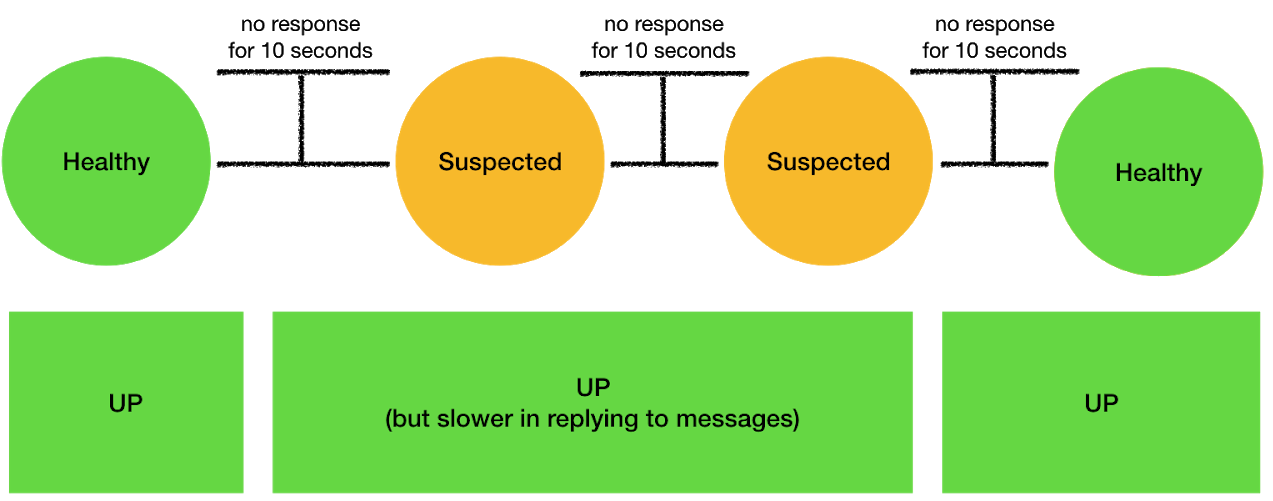 no response
for 10 seconds
no response
for 10 seconds
no response
for 10 seconds
Healthy
Suspected
Suspected
Healthy
UP
UP
(but slower in replying to messages)
UP